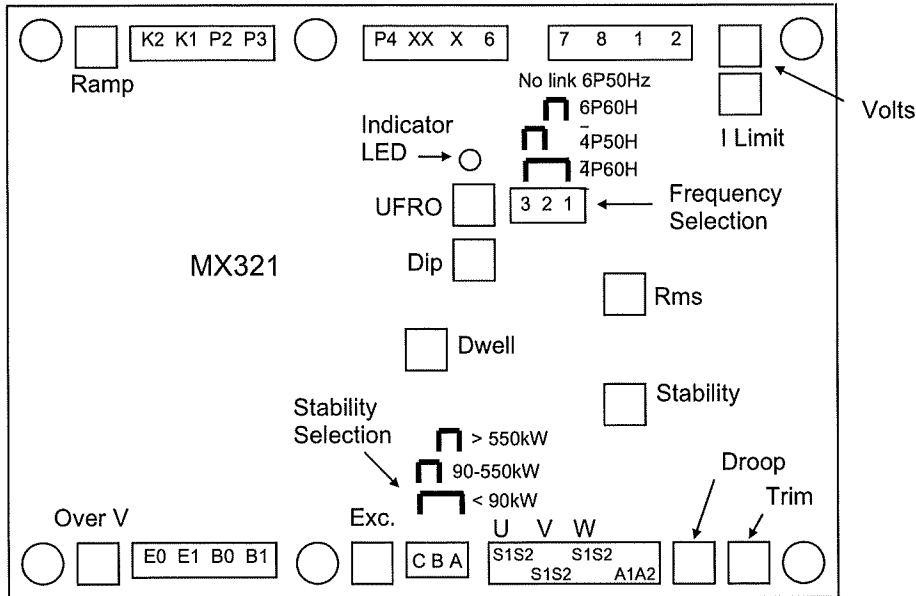 K2 K1 P2 P3
P4 XX X 6
7 8 1 2
Ramp
No link 6P50Hz
6P60H
4P50H
4P60H
Indicator
LED
Volts
I Limit
UFRO
3 2 1
Frequency
Selection
Dip
MX321
Rms
Dwell
Stability
Stability
Selection
> 550kW
90-550kW
< 90kW
Droop
Trim
Over V
Exc.
U V W
E0 E1 B0 B1
C B A
S1S2 S1S2
S1S2 A1A2